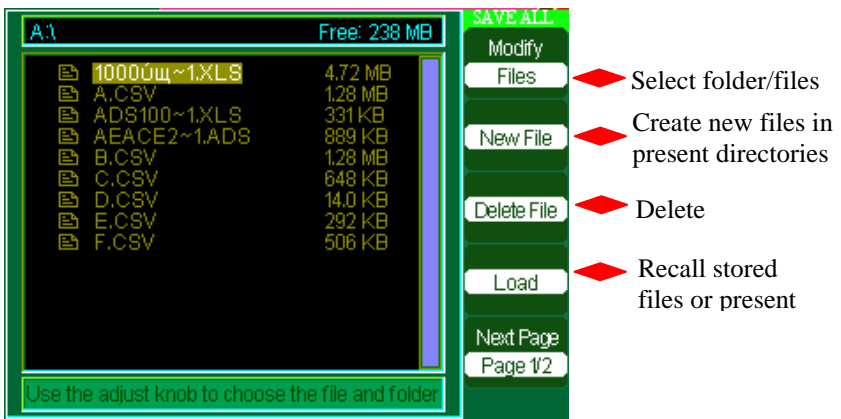 A:\ Free: 238 MB
1000úщ~1.XLS 4.72 MB
A.CSV 1.28 MB
ADS100~1.XLS 331 KB
AEACE2~1.ADS 889 KB
B.CSV 1.28 MB
C.CSV 648 KB
D.CSV 14.0 KB
E.CSV 292 KB
F.CSV 506 KB
Use the adjust knob to choose the file and folder
SAVE ALL
Modify
Files
New File
Delete File
Load
Next Page
Page 1/2
Select folder/files
Create new files in
present directories
Delete
Recall stored
files or present